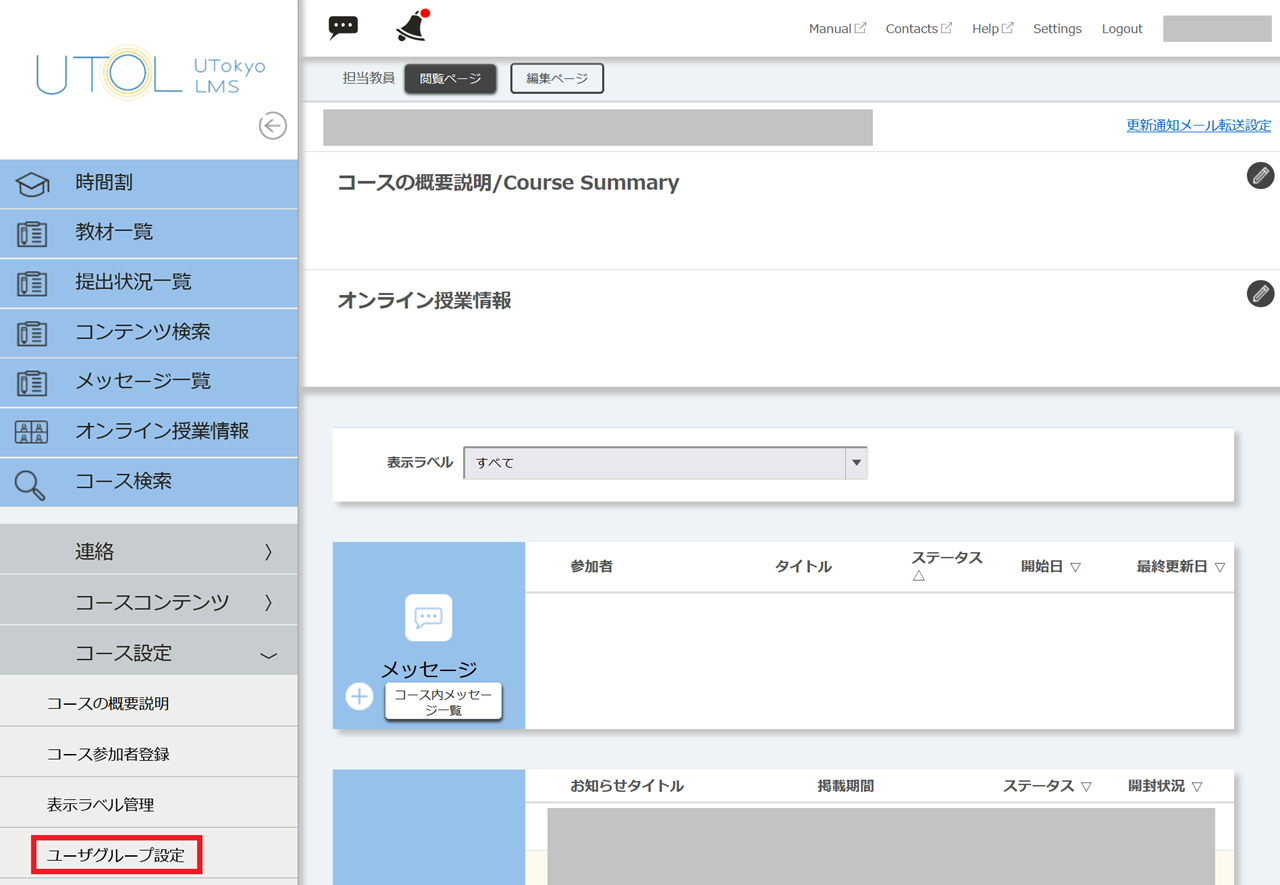 UTOL UTokyo
LMS
Manual Contacts Help Settings Logout
担当教員 閲覧ページ 編集ページ
更新通知メール転送設定
時間割
教材一覧
提出状況一覧
コンテンツ検索
メッセージ一覧
オンライン授業情報
コース検索
連絡
コースコンテンツ
コース設定
コースの概要説明
コース参加者登録
表示ラベル管理
ユーザグループ設定
コースの概要説明/Course Summary
オンライン授業情報
表示ラベル すべて
メッセージ
コース内メッセー
ジ一覧
参加者 タイトル ステータス △ 開始日 ▽ 最終更新日 ▽
お知らせタイトル 掲載期間 ステータス ▽ 開封状況 ▽